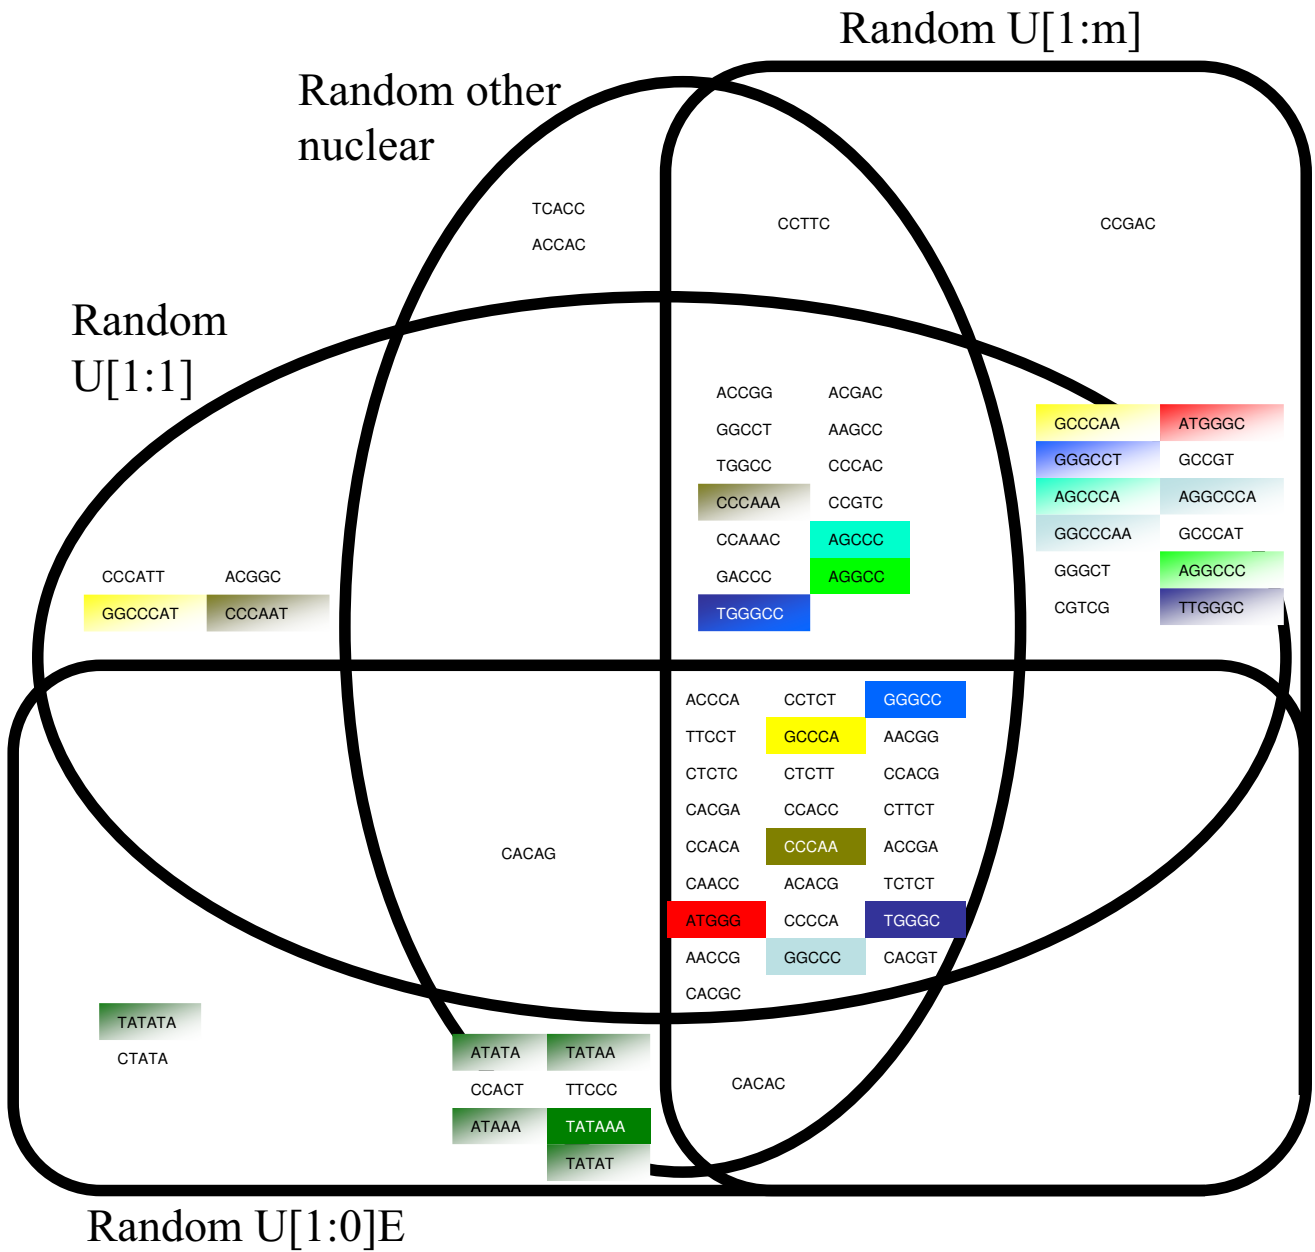 Random U[1:m]
Random other
nuclear
TCACC
ACCAC
CCTTC
CCGAC
Random
U[1:1]
ACCGG ACGAC
GGCCT AAGCC
TGGCC CCCAC
CCCAAA CCGTC
CCAAAC AGCCC
GACCC AGGCC
TGGGCC
GCCCAA ATGGGC
GGGCCT GCCGT
AGCCCA AGGCCCA
GGCCCAA GCCCAT
GGGCT AGGCCC
CGTCG TTGGGC
CCCATT ACGGC
GGCCCAT CCCAAT
ACCCA CCTCT GGGCC
TTCCT GCCCA AACGG
CTCTC CTCTT CCACG
CACGA CCACC CTTCT
CCACA CCCAA ACCGA
CAACC ACACG TCTCT
ATGGG CCCCA TGGGC
AACCG GGCCC CACGT
CACGC
CACAG
TATATA
CTATA
ATATA TATAA
CCACT TTCCC
ATAAA TATAAA
TATAT
CACAC
Random U[1:0]E